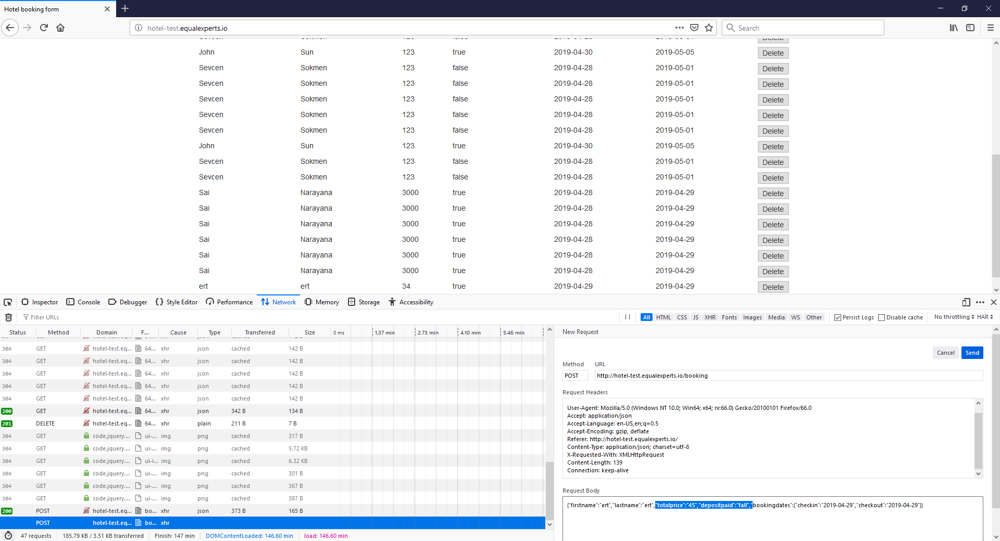 Hotel booking form
hotel-test.equalexperts.io
Search
John Sun 123 true 2019-04-30 2019-05-05 Delete
Sevcen Sokmen 123 false 2019-04-28 2019-05-01 Delete
Sevcen Sokmen 123 false 2019-04-28 2019-05-01 Delete
Sevcen Sokmen 123 false 2019-04-28 2019-05-01 Delete
Sevcen Sokmen 123 false 2019-04-28 2019-05-01 Delete
Sevcen Sokmen 123 false 2019-04-28 2019-05-01 Delete
John Sun 123 true 2019-04-30 2019-05-05 Delete
Sevcen Sokmen 123 false 2019-04-28 2019-05-01 Delete
Sevcen Sokmen 123 false 2019-04-28 2019-05-01 Delete
Sai Narayana 3000 true 2019-04-28 2019-04-29 Delete
Sai Narayana 3000 true 2019-04-28 2019-04-29 Delete
Sai Narayana 3000 true 2019-04-28 2019-04-29 Delete
Sai Narayana 3000 true 2019-04-28 2019-04-29 Delete
Sai Narayana 3000 true 2019-04-28 2019-04-29 Delete
Sai Narayana 3000 true 2019-04-28 2019-04-29 Delete
ert ert 34 true 2019-04-29 2019-04-29 Delete
Inspector Console Debugger Style Editor Performance Network Memory Storage Accessibility
Filter URLs All HTML CSS JS XHR Fonts Images Media WS Other Persist Logs Disable cache No throttling HAR
Status Method Domain F... Cause Type Transferred Size 0 ms 1.37 min 2.73 min 4.10 min 5.46 min
304 GET hotel-test.eq... 64... xhr json cached 142 B
304 GET hotel-test.eq... 64... xhr json cached 142 B
304 GET hotel-test.eq... 64... xhr json cached 142 B
304 GET hotel-test.eq... 64... xhr json cached 142 B
304 GET hotel-test.eq... 64... xhr json cached 142 B
200 GET hotel-test.eq... 64... xhr json 342 B 134 B
201 DELETE hotel-test.eq... 64... xhr plain 211 B 7 B
304 GET code.jquery.... ui-... img png cached 317 B
304 GET code.jquery.... ui-... img png cached 5.72 KB
304 GET code.jquery.... ui-i... img png cached 6.32 KB
304 GET code.jquery.... ui-... img png cached 301 B
304 GET code.jquery.... ui-... img png cached 367 B
304 GET code.jquery.... ui-... img png cached 387 B
200 POST hotel-test.eq... bo... xhr json 373 B 165 B
POST hotel-test.eq... bo... xhr
47 requests 185.79 KB / 3.51 KB transferred Finish: 147 min DOMContentLoaded: 146.60 min load: 146.60 min
New Request
Cancel Send
Method URL
POST http://hotel-test.equalexperts.io/booking
Request Headers
User-Agent: Mozilla/5.0 (Windows NT 10.0; Win64; x64; rv:66.0) Gecko/20100101 Firefox/66.0
Accept: application/json
Accept-Language: en-US,en;q=0.5
Accept-Encoding: gzip, deflate
Referer: http://hotel-test.equalexperts.io/
Content-Type: application/json; charset=utf-8
X-Requested-With: XMLHttpRequest
Content-Length: 139
Connection: keep-alive
Request Body
{"firstname":"ert","lastname":"ert","totalprice":"45","depositpaid":"fall","bookingdates":{"checkin":"2019-04-29","checkout":"2019-04-29"}}